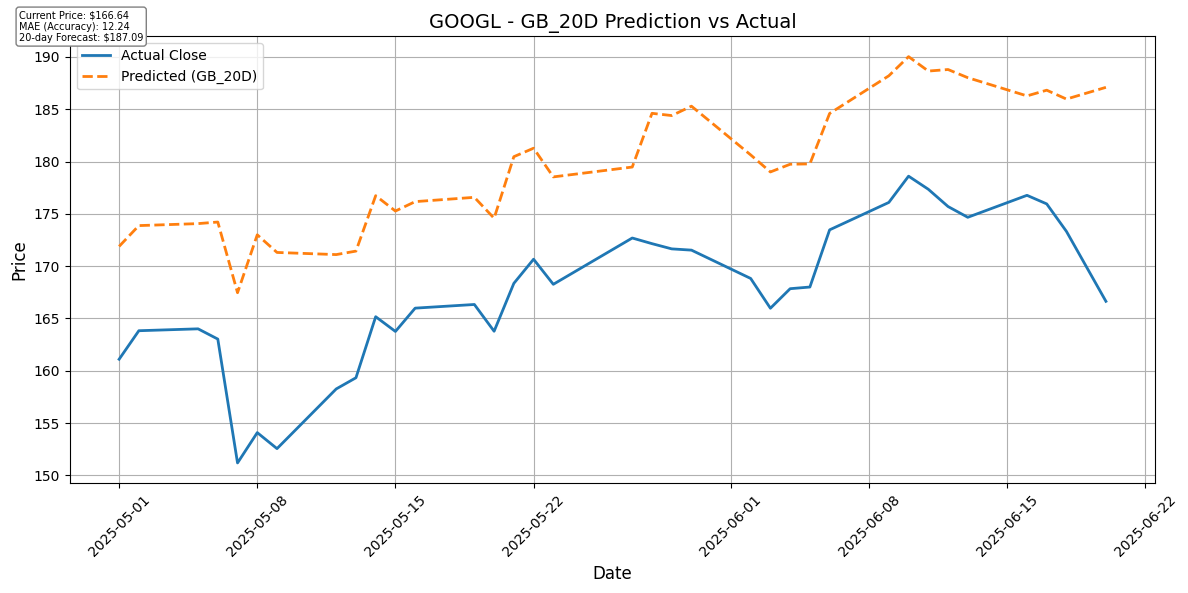 GOOGL - GB_20D Prediction vs Actual
Current Price: $166.64
MAE (Accuracy): 12.24
20-day Forecast: $187.09
Actual Close
Predicted (GB_20D)
Price
190
185
180
175
170
165
160
155
150
2025-05-01
2025-05-08
2025-05-15
2025-05-22
2025-06-01
2025-06-08
2025-06-15
2025-06-22
Date